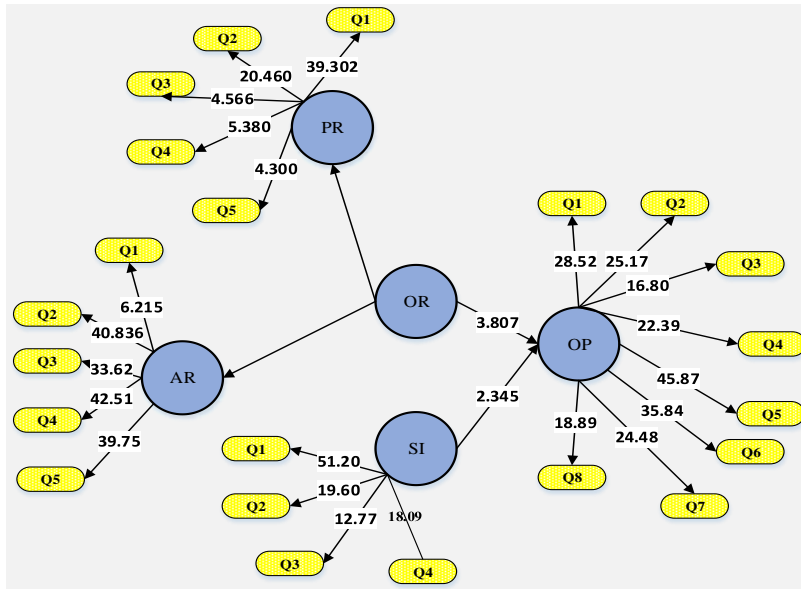 Q1
Q2
39.302
20.460
Q3
4.566
PR
5.380
Q4
4.300
Q5
Q1
Q2
Q1
28.52
25.17
Q3
16.80
6.215
OR
Q2
40.836
3.807
22.39
Q4
OP
Q3
33.62
AR
45.87
42.51
2.345
Q5
Q4
18.89
35.84
39.75
24.48
Q1
SI
Q6
51.20
Q5
Q8
19.60
Q2
Q7
12.77
18.09
Q3
Q4